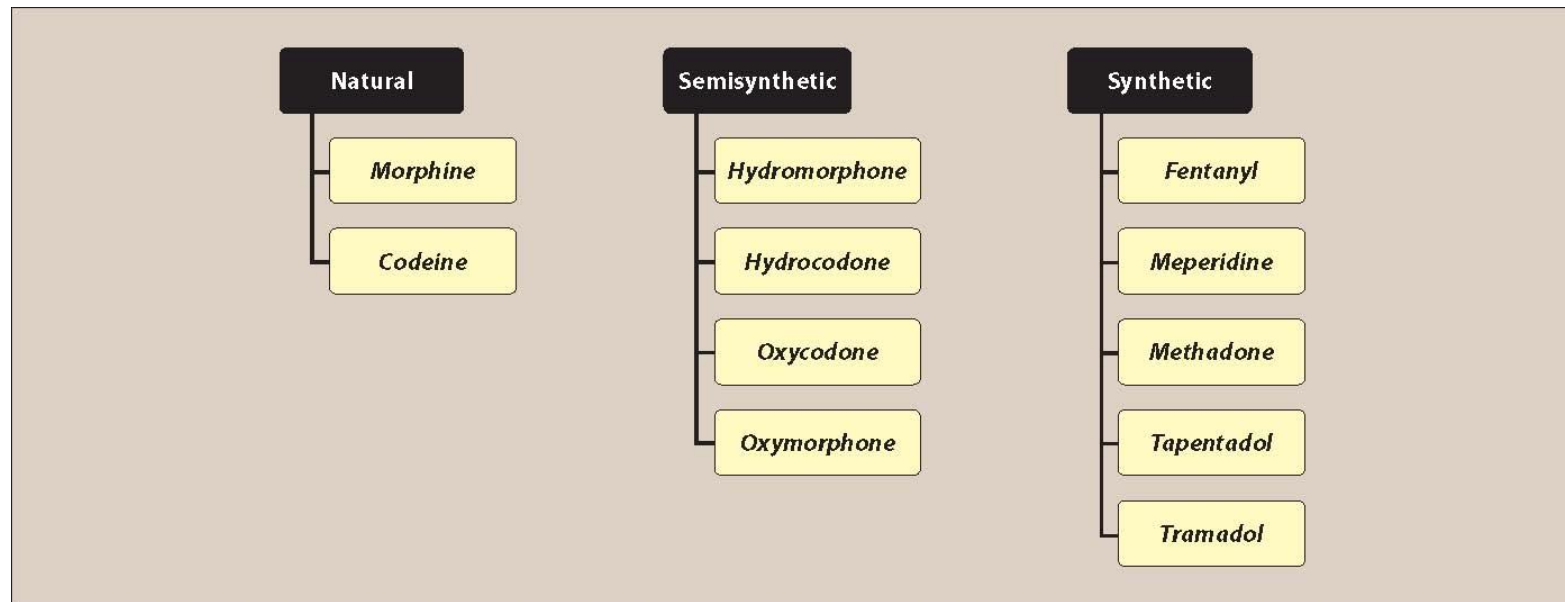 Natural
Morphine
Codeine
Semisynthetic
Hydromorphone
Hydrocodone
Oxycodone
Oxymorphone
Synthetic
Fentanyl
Meperidine
Methadone
Tapentadol
Tramadol